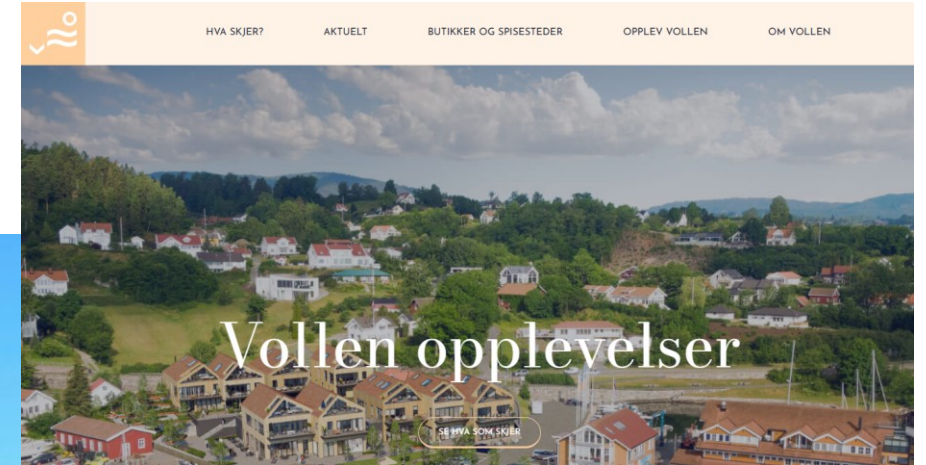 HVA SKJER?
AKTUELT
BUTIKKER OG SPISESTEDER
OPPLEV VOLLEN
OM VOLLEN
Vollen opplevelser
SE HVA SOM SKJER